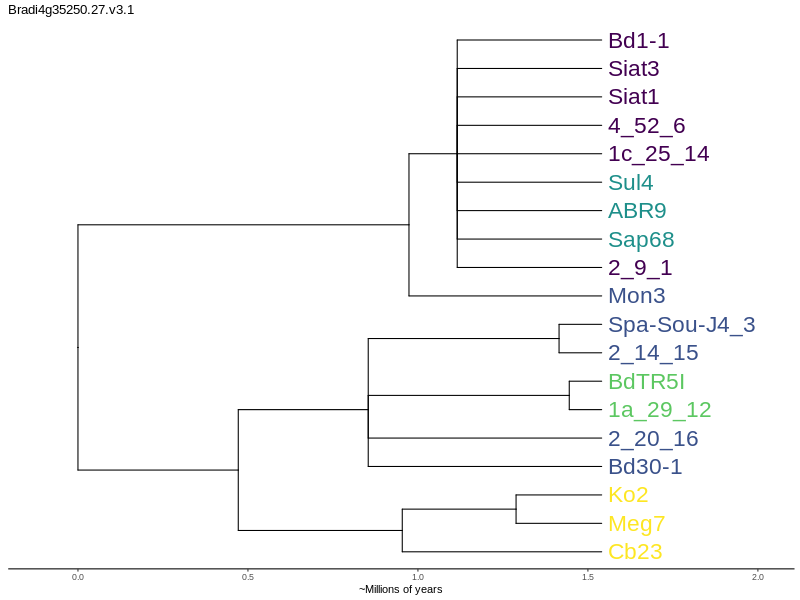 Bradi4g35250.27.v3.1
Bd1-1
Siat3
Siat1
4_52_6
1c_25_14
Sul4
ABR9
Sap68
2_9_1
Mon3
Spa-Sou-J4_3
2_14_15
BdTR5I
1a_29_12
2_20_16
Bd30-1
Ko2
Meg7
Cb23
0.0 0.5 1.0 1.5 2.0
~Millions of years